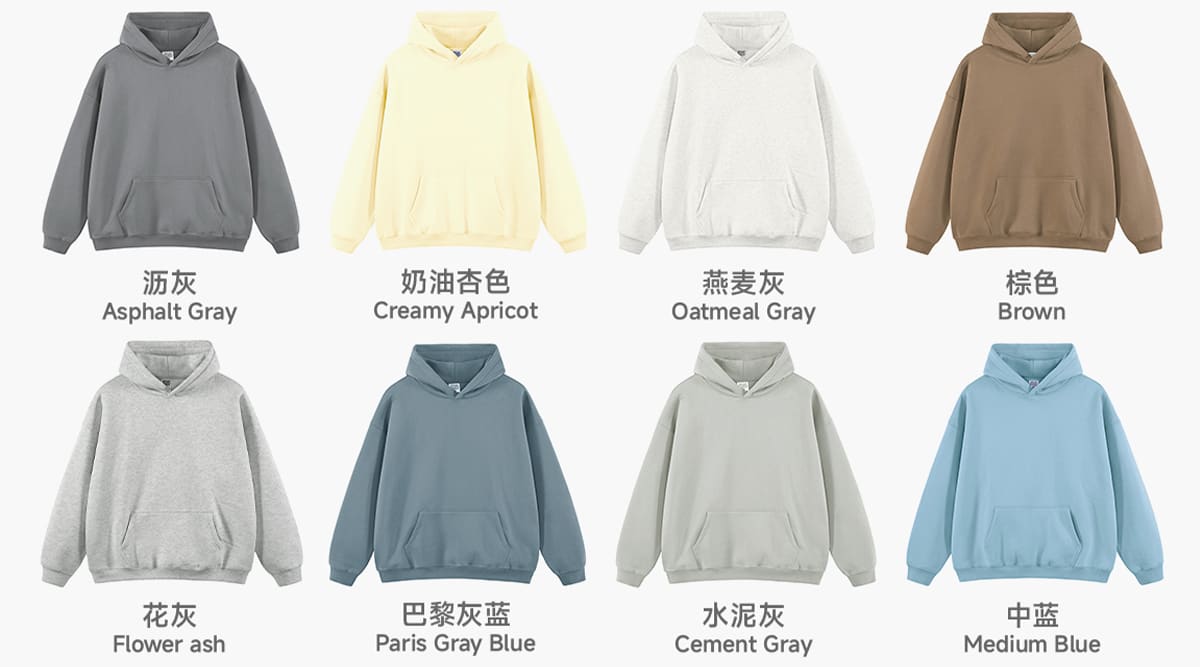 沥灰
Asphalt Gray
奶油杏色
Creamy Apricot
燕麦灰
Oatmeal Gray
棕色
Brown
花灰
Flower ash
巴黎灰蓝
Paris Gray Blue
水泥灰
Cement Gray
中蓝
Medium Blue